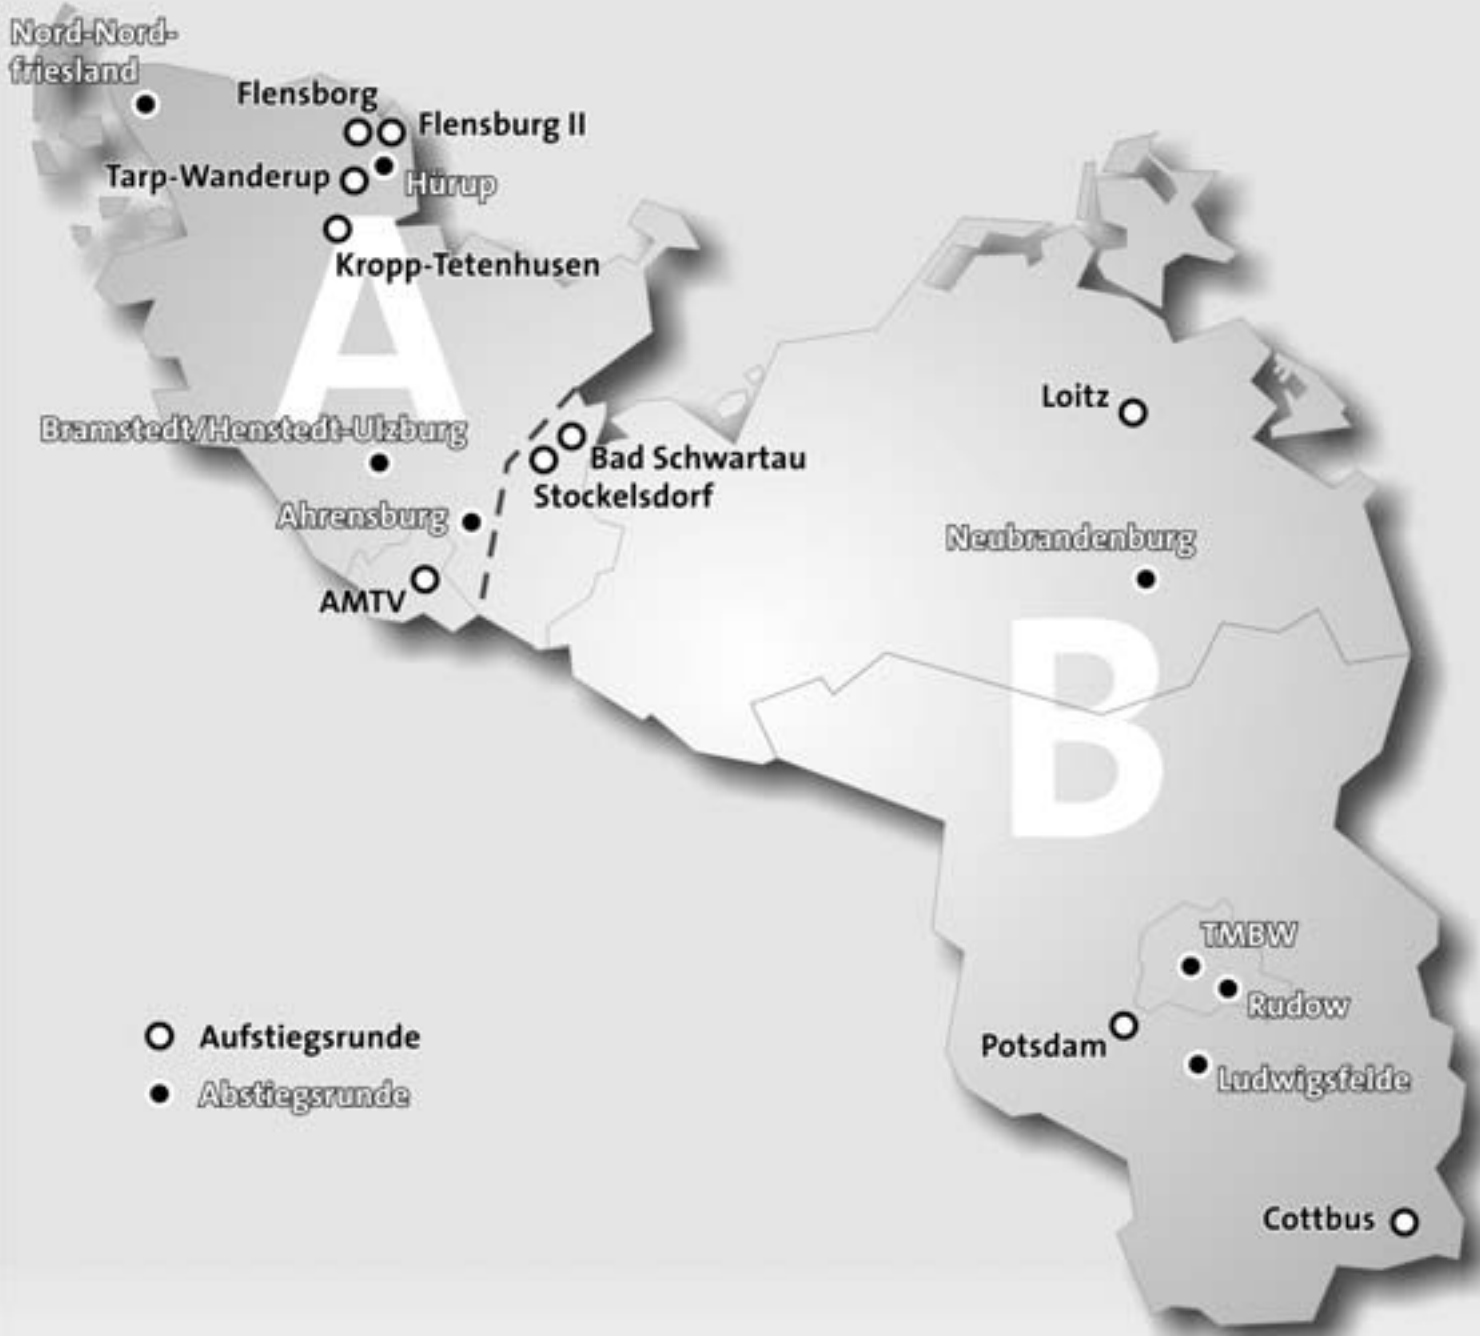 Nord-Nord-
friesland
Flensborg
Flensburg II
Tarp-Wanderup
Hürup
Kropp-Tetenhusen
A
Bramstedt/Henstedt-Ulzburg
Ahrensburg
AMTV
Bad Schwartau
Stockelsdorf
Loitz
Neubrandenburg
B
TMBW
Rudow
Potsdam
Ludwigsfelde
Cottbus
Aufstiegsrunde
Abstiegsrunde